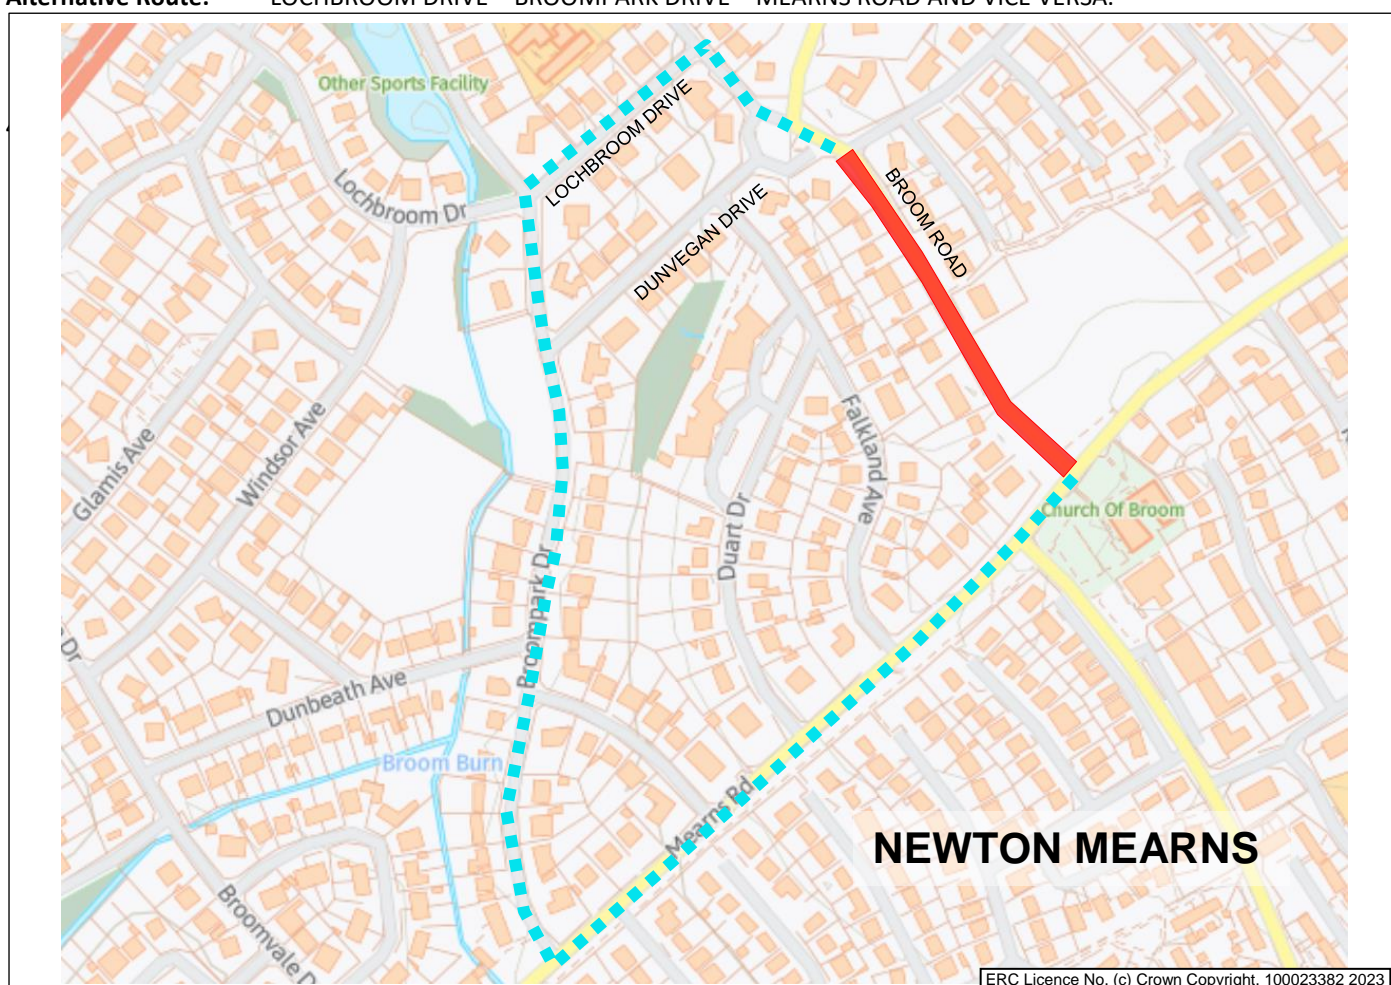 Alternative Route: LOCHBROOM DRIVE – BROOMPARK DRIVE – MEARNS ROAD AND VICE VERSA.
Other Sports Facility
LOCHBROOM DRIVE
Lochbroom Dr
BROOM ROAD
DUNVEGAN DRIVE
Glamis Ave
Windsor Ave
Falkland Ave
Church Of Broom
Duart Dr
Broompark Dr
Dr
Dunbeath Ave
Broom Burn
Mearns Rd
NEWTON MEARNS
Broomvale D
ERC Licence No. (c) Crown Copyright. 100023382 2023